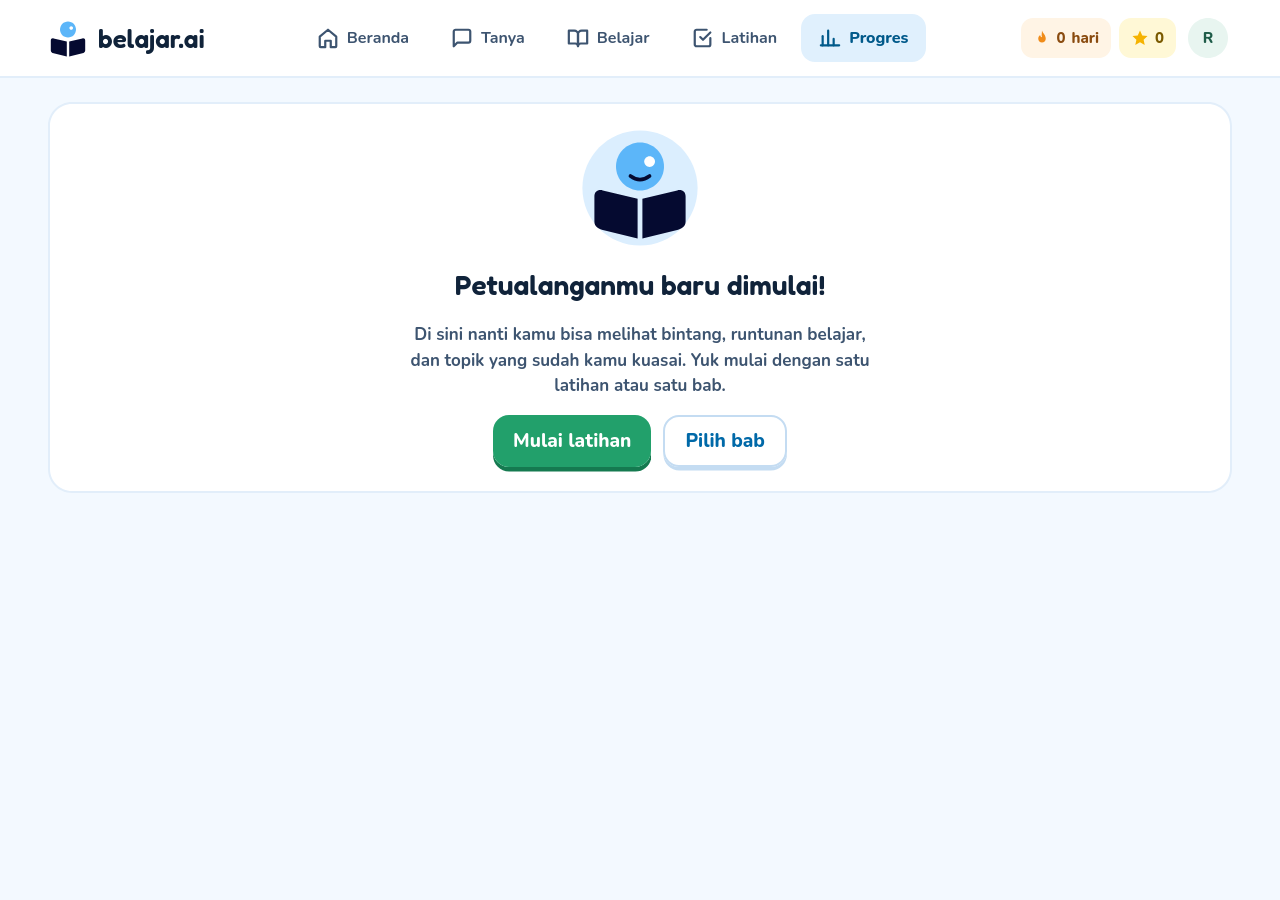 belajar.ai
Beranda
Tanya
Belajar
Latihan
Progres
0 hari
0
R
Petualanganmu baru dimulai!
Di sini nanti kamu bisa melihat bintang, runtunan belajar,
dan topik yang sudah kamu kuasai. Yuk mulai dengan satu
latihan atau satu bab.
Mulai latihan
Pilih bab